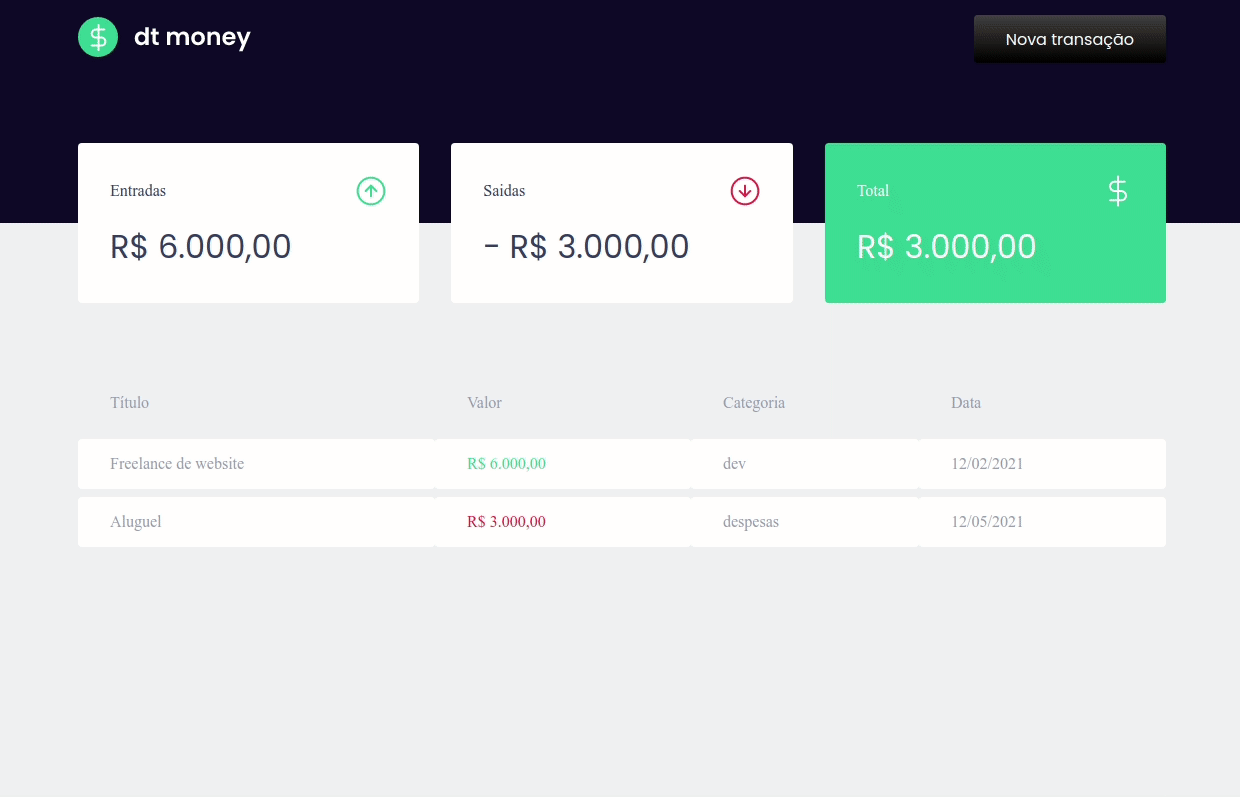 dt money
Nova transação
Entradas
R$ 6.000,00
Saidas
- R$ 3.000,00
Total
R$ 3.000,00
Título Valor Categoria Data
Freelance de website R$ 6.000,00 dev 12/02/2021
Aluguel R$ 3.000,00 despesas 12/05/2021